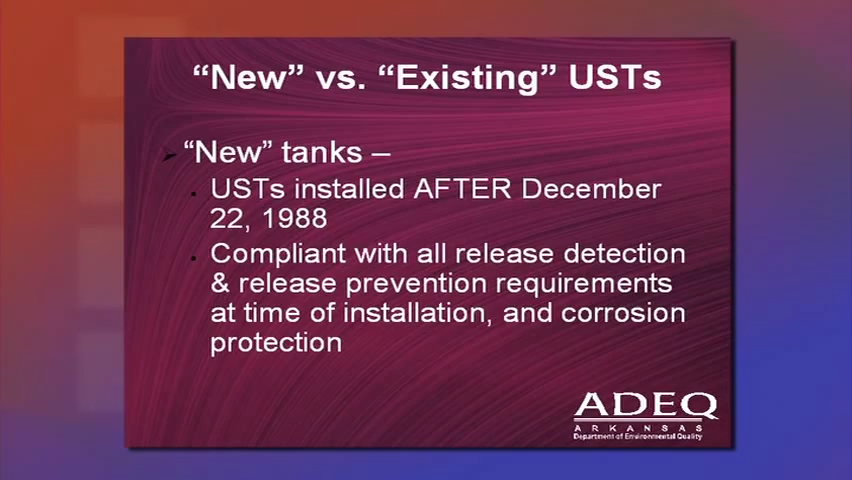 “New” vs. “Existing” USTs
“New” tanks –
USTs installed AFTER December
22, 1988
Compliant with all release detection
& release prevention requirements
at time of installation, and corrosion
protection
ADEQ
ARKANSAS
Department of Environmental Quality